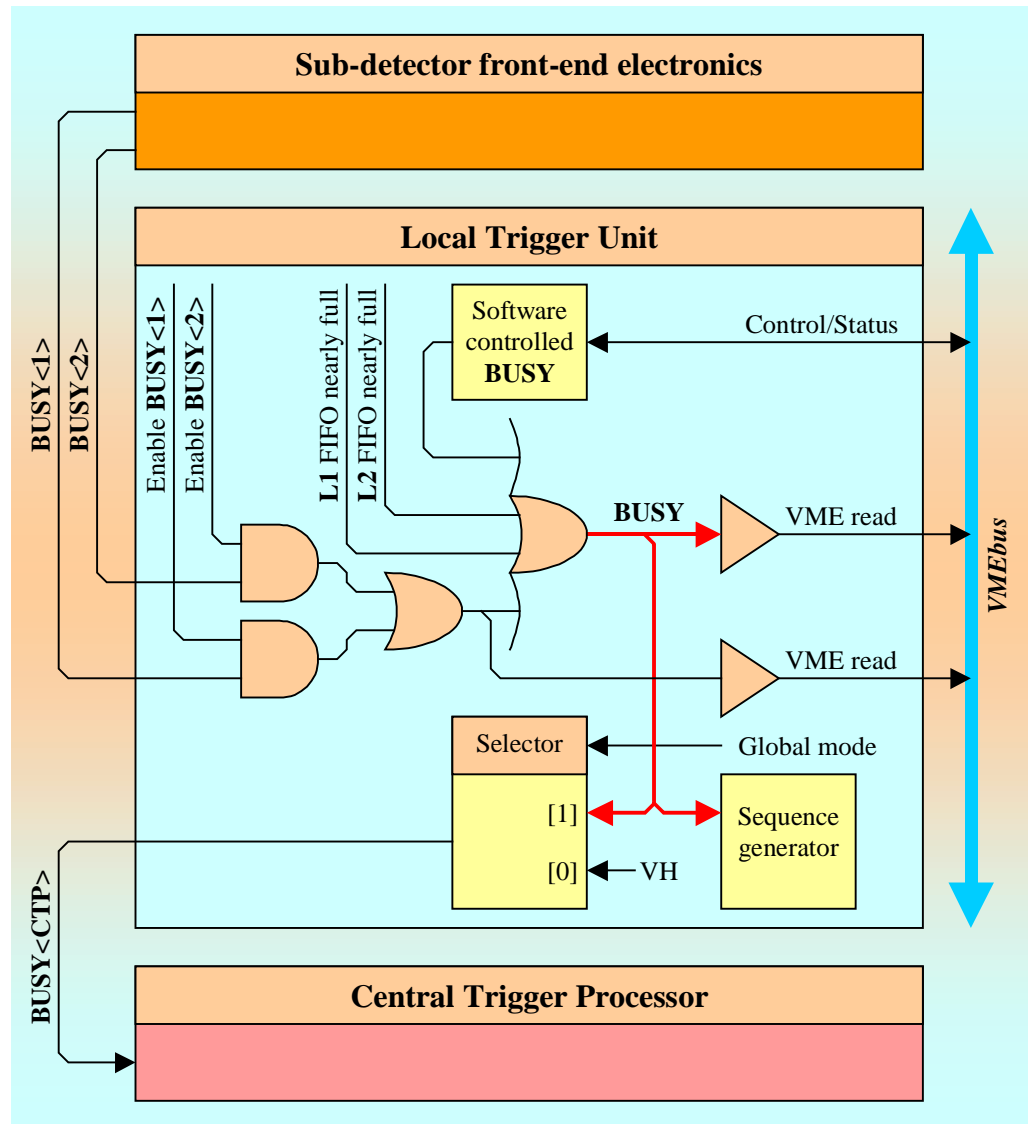 Sub-detector front-end electronics
BUSY<1>
BUSY<2>
Local Trigger Unit
Enable BUSY<1>
Enable BUSY<2>
L1 FIFO nearly full
L2 FIFO nearly full
Software
controlled
BUSY
Control/Status
BUSY
VME read
VME read
VMEbus
Selector
Global mode
[1]
[0]
VH
Sequence
generator
BUSY<CTP>
Central Trigger Processor